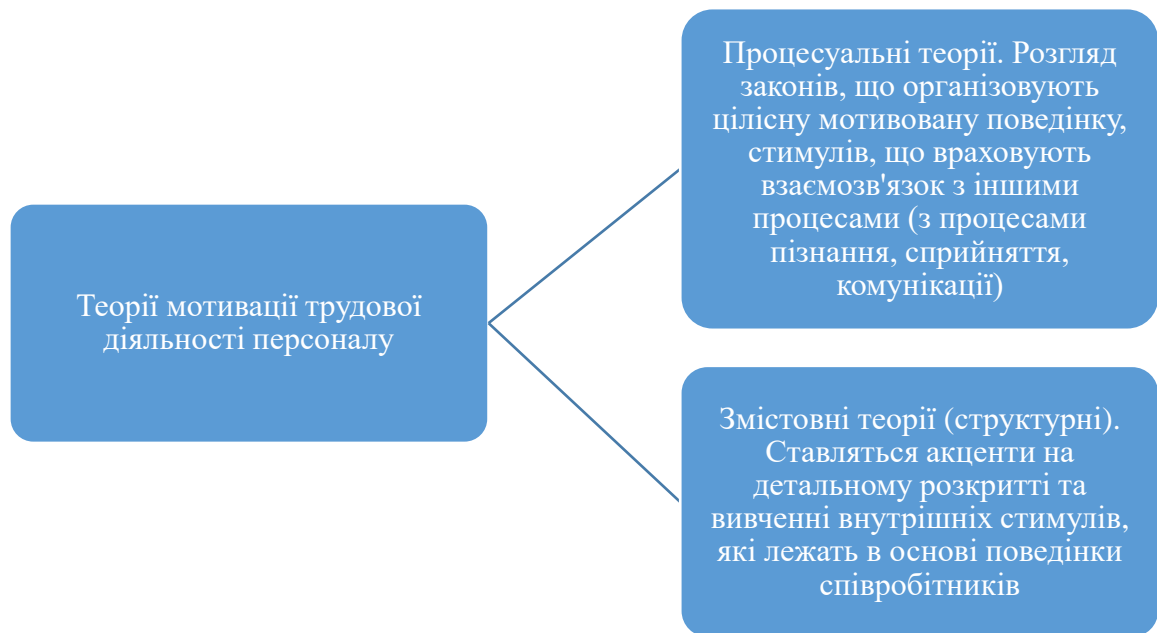 Теорії мотивації трудової
діяльності персоналу
Процесуальні теорії. Розгляд
законів, що організовують
цілісну мотивовану поведінку,
стимулів, що враховують
взаємозв'язок з іншими
процесами (з процесами
пізнання, сприйняття,
комунікації)
Змістовні теорії (структурні).
Ставляться акценти на
детальному розкритті та
вивченні внутрішніх стимулів,
які лежать в основі поведінки
співробітників